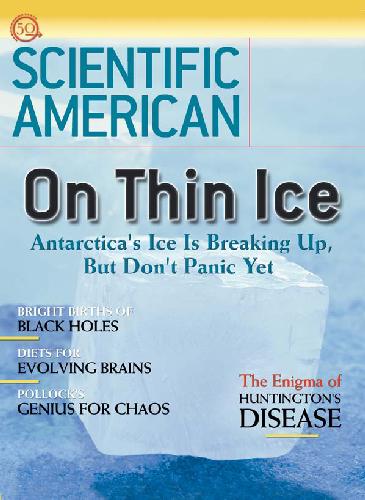 50
SCIENTIFIC
AMERICAN
On Thin Ice
Antarctica's Ice Is Breaking Up,
But Don't Panic Yet
BRIGHT BIRTHS OF
BLACK HOLES
DIETS FOR
EVOLVING BRAINS
POLLOCK'S
GENIUS FOR CHAOS
The Enigma of
HUNTINGTON'S
DISEASE